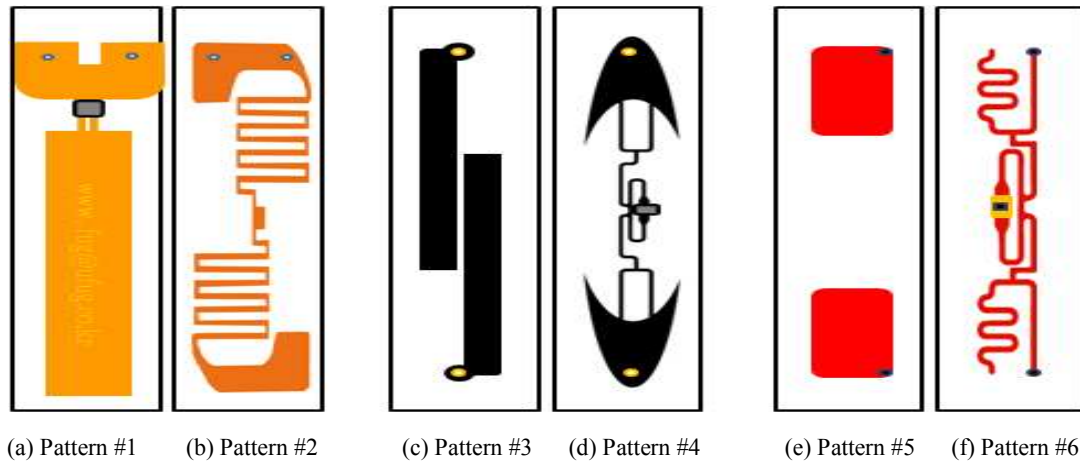 (a) Pattern #1
(b) Pattern #2
(c) Pattern #3
(d) Pattern #4
(e) Pattern #5
(f) Pattern #6